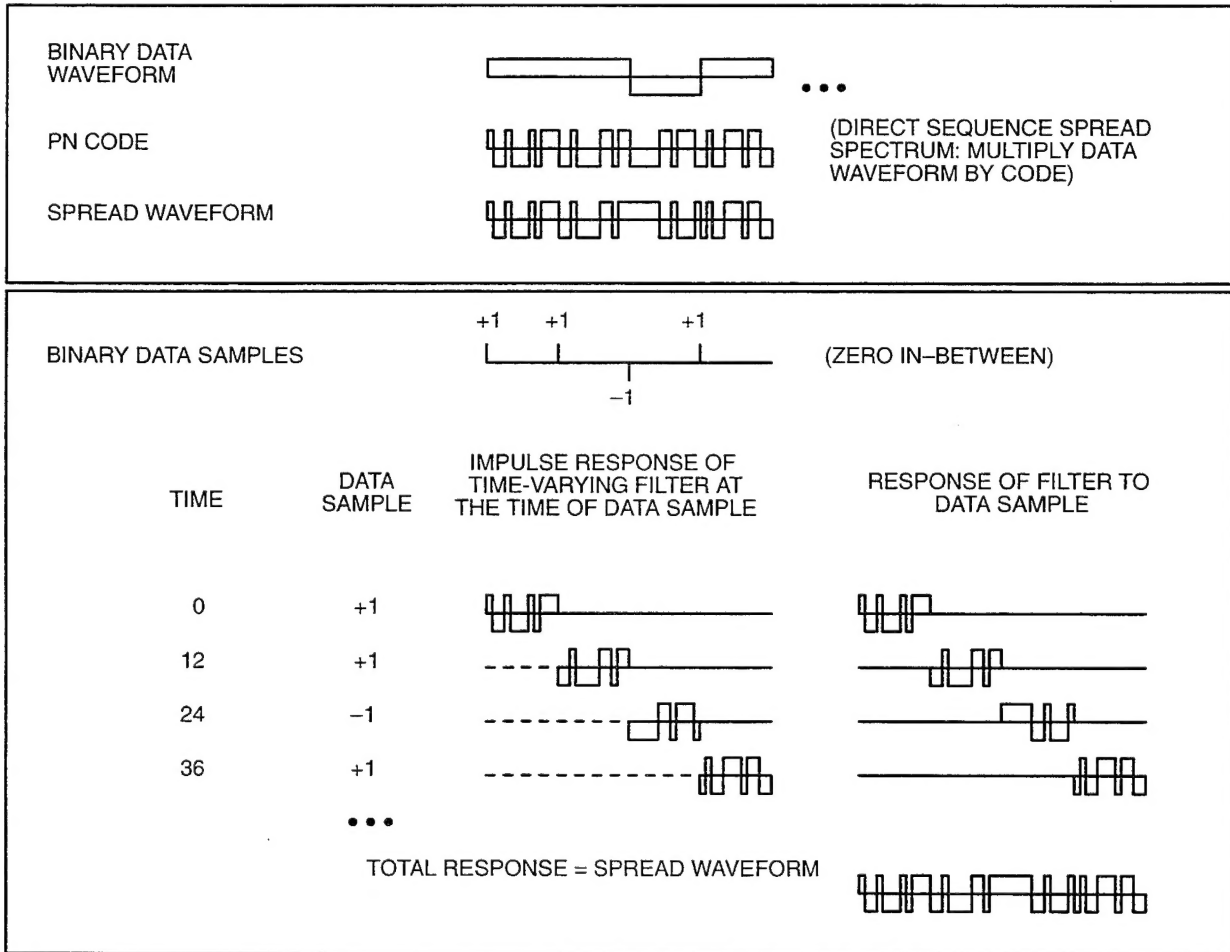 BINARY DATA
WAVEFORM
PN CODE
(DIRECT SEQUENCE SPREAD
SPECTRUM: MULTIPLY DATA
WAVEFORM BY CODE)
SPREAD WAVEFORM
+1 +1 +1
BINARY DATA SAMPLES
(ZERO IN–BETWEEN)
–1
TIME
DATA
SAMPLE
IMPULSE RESPONSE OF
TIME-VARYING FILTER AT
THE TIME OF DATA SAMPLE
RESPONSE OF FILTER TO
DATA SAMPLE
0 +1
12 +1
24 –1
36 +1
TOTAL RESPONSE = SPREAD WAVEFORM